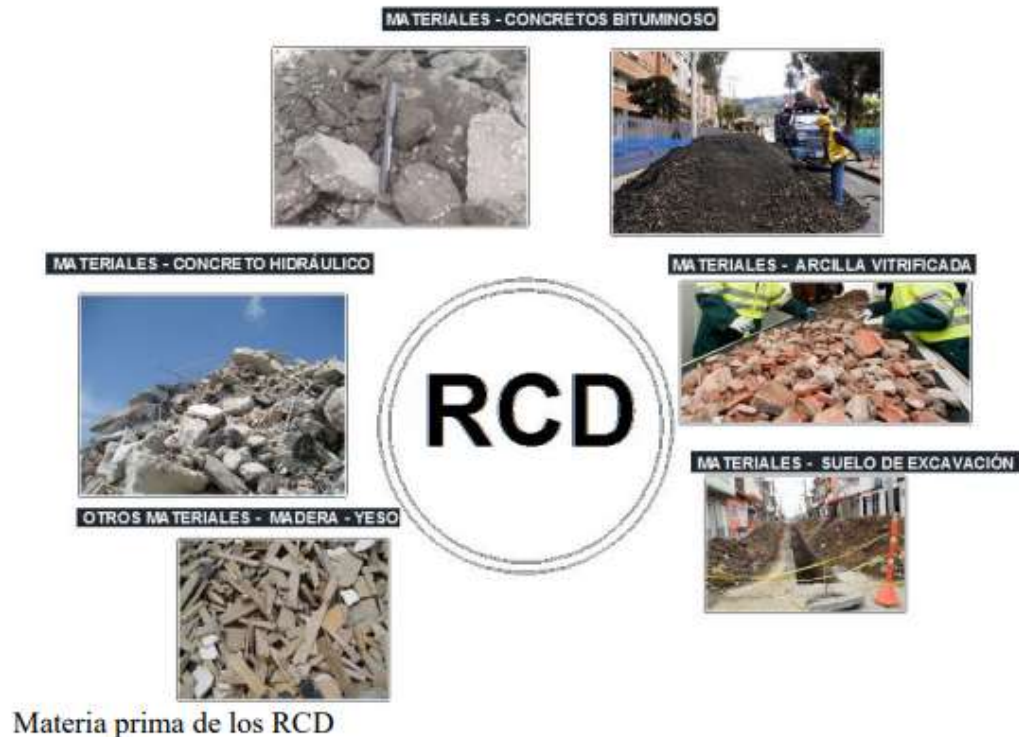 MATERIALES - CONCRETOS BITUMINOSO
MATERIALES - CONCRETO HIDRÁULICO
MATERIALES - ARCILLA VITRIFICADA
RCD
MATERIALES - SUELO DE EXCAVACIÓN
OTROS MATERIALES - MADERA - YESO
Materia prima de los RCD